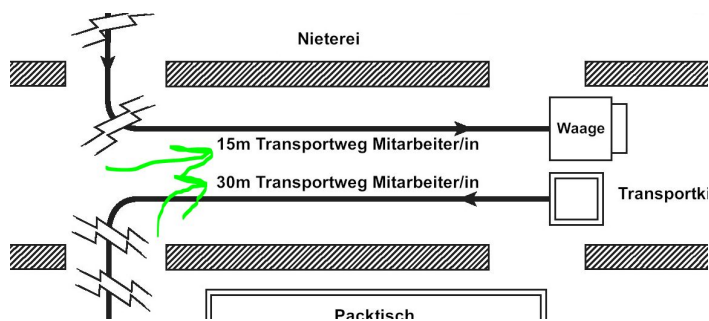 Nieterei
Waage
15m Transportweg Mitarbeiter/in
30m Transportweg Mitarbeiter/in
Transportki
Packtisch